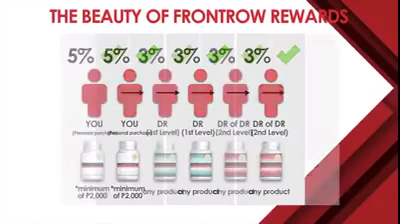 THE BEAUTY OF FRONTROW REWARDS
5% 5% 3% 3% 3% 3%
YOU YOU DR DR DR of DR DR of DR
(Personal purchase) (1st Level) (1st Level) (2nd Level) (2nd Level)
*minimum *minimum any product any product any product any product
of P2,000 of P2,000